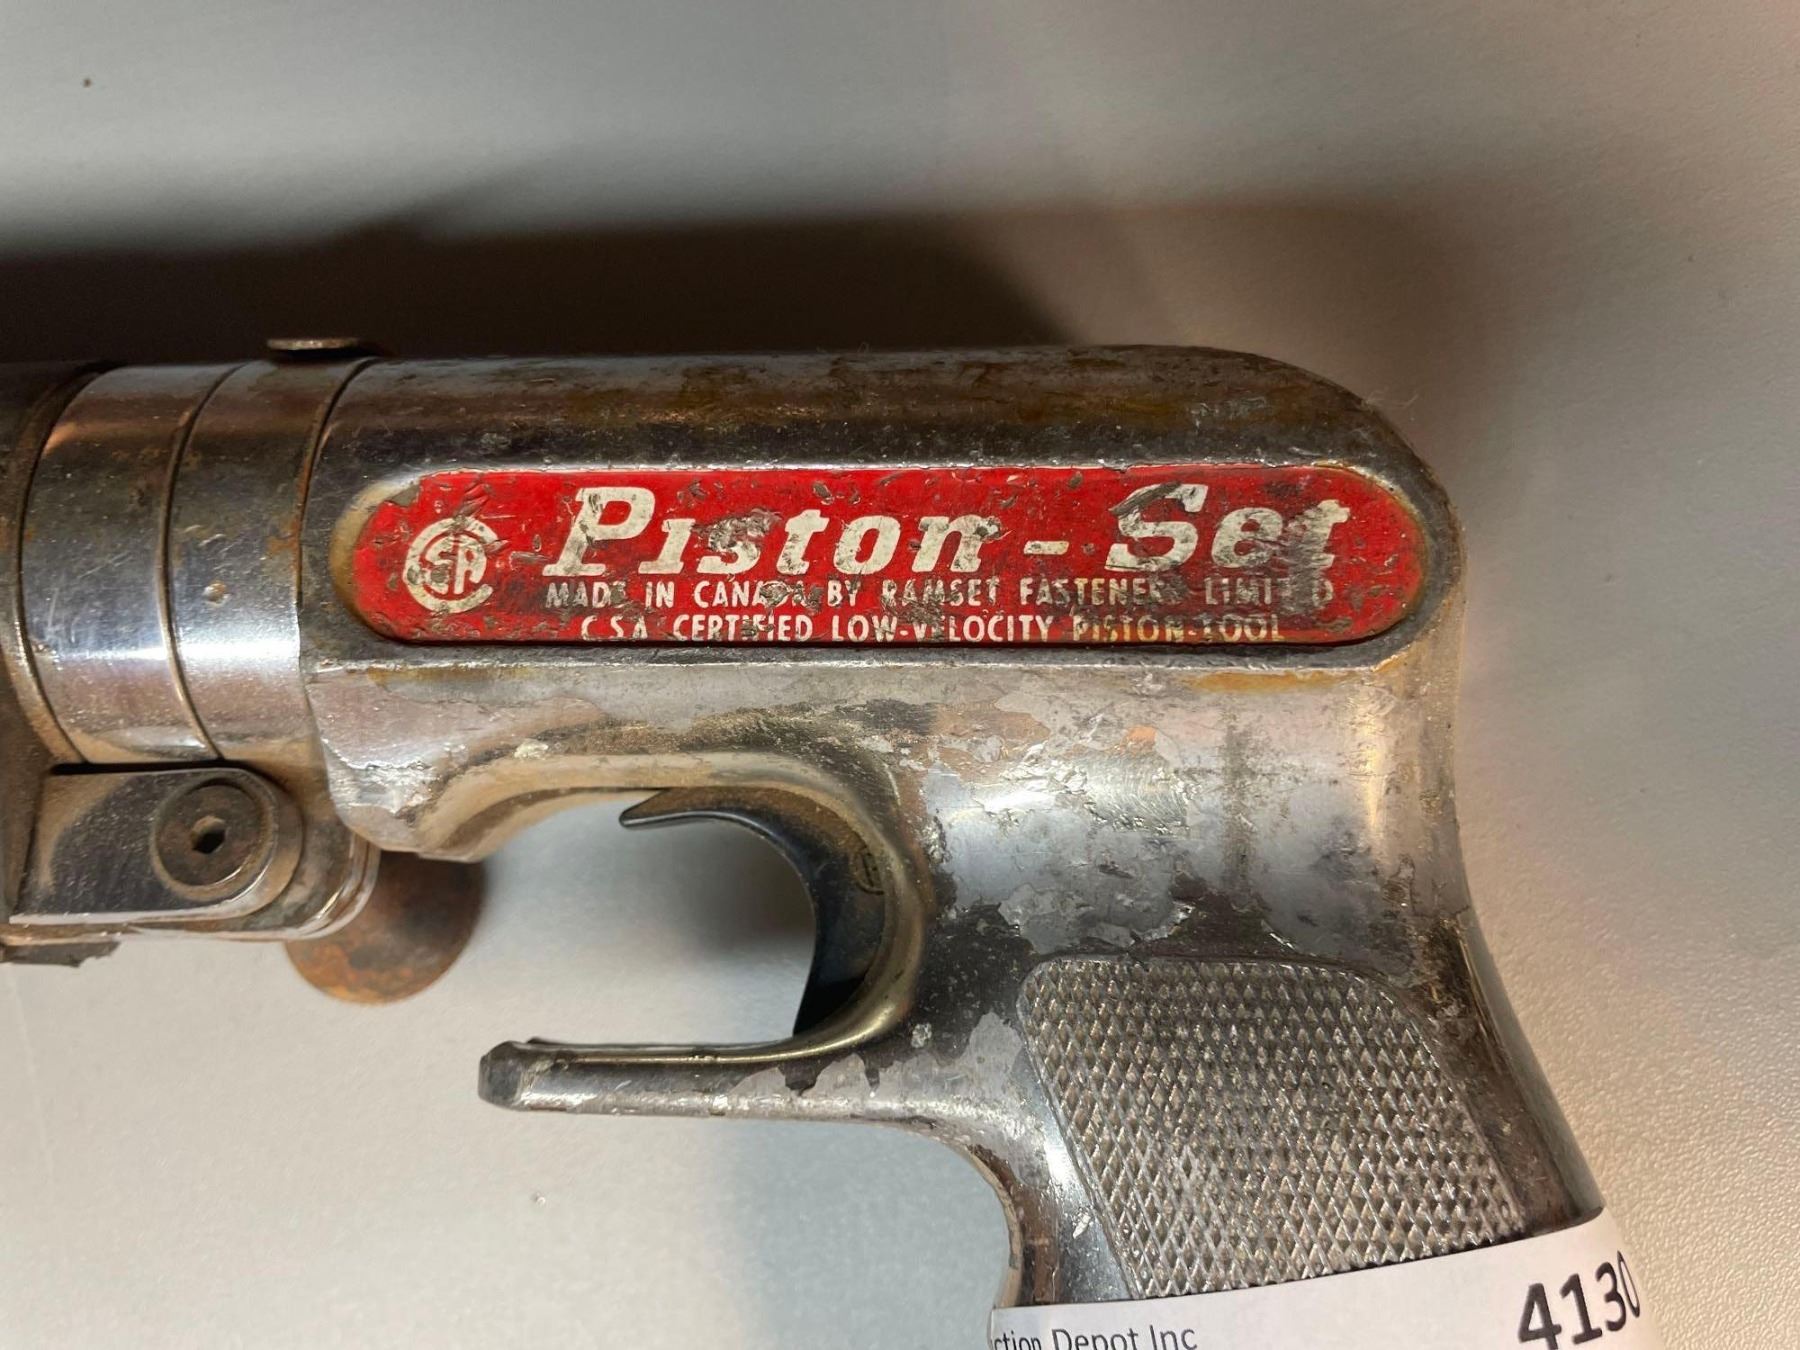 CSA
Piston-Set
MADE IN CANADA BY RAMSET FASTENERS LIMITED
C.S.A. CERTIFIED LOW-VELOCITY PISTON-TOOL
ction Depot Inc
4130